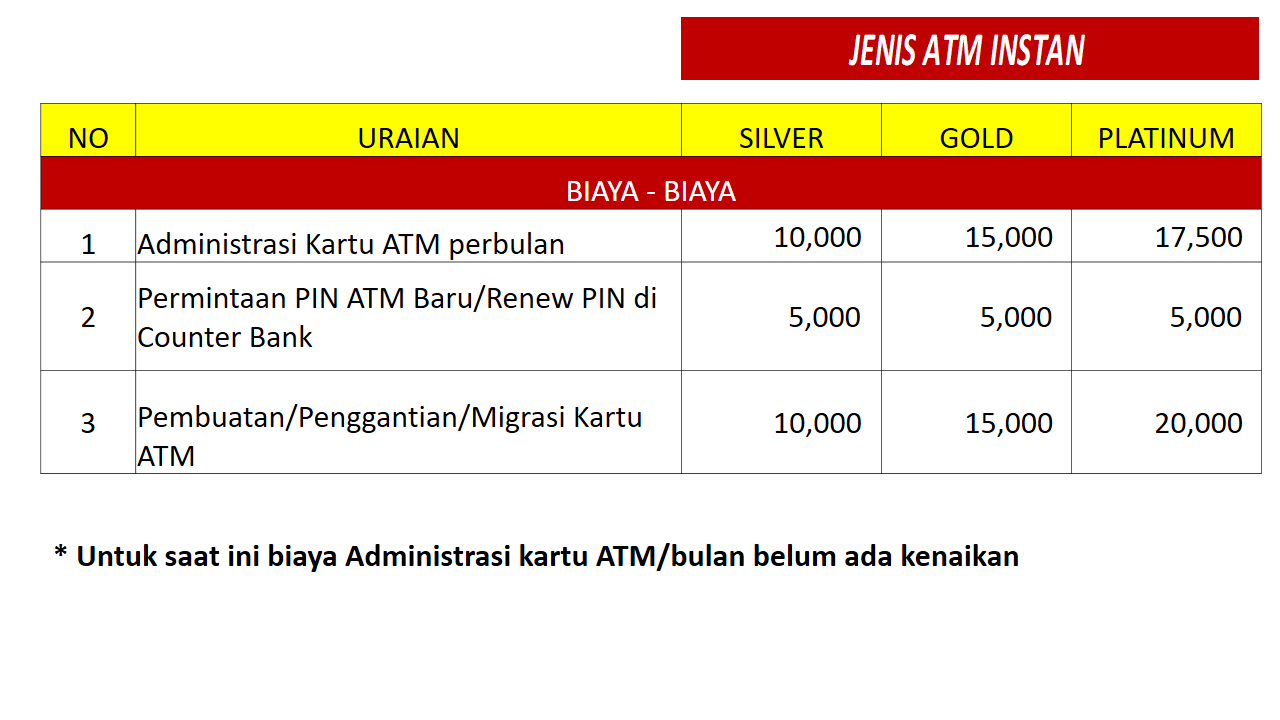 JENIS ATM INSTAN
NO URAIAN SILVER GOLD PLATINUM
BIAYA - BIAYA
1 Administrasi Kartu ATM perbulan 10,000 15,000 17,500
2 Permintaan PIN ATM Baru/Renew PIN di
Counter Bank 5,000 5,000 5,000
3 Pembuatan/Penggantian/Migrasi Kartu
ATM 10,000 15,000 20,000
* Untuk saat ini biaya Administrasi kartu ATM/bulan belum ada kenaikan